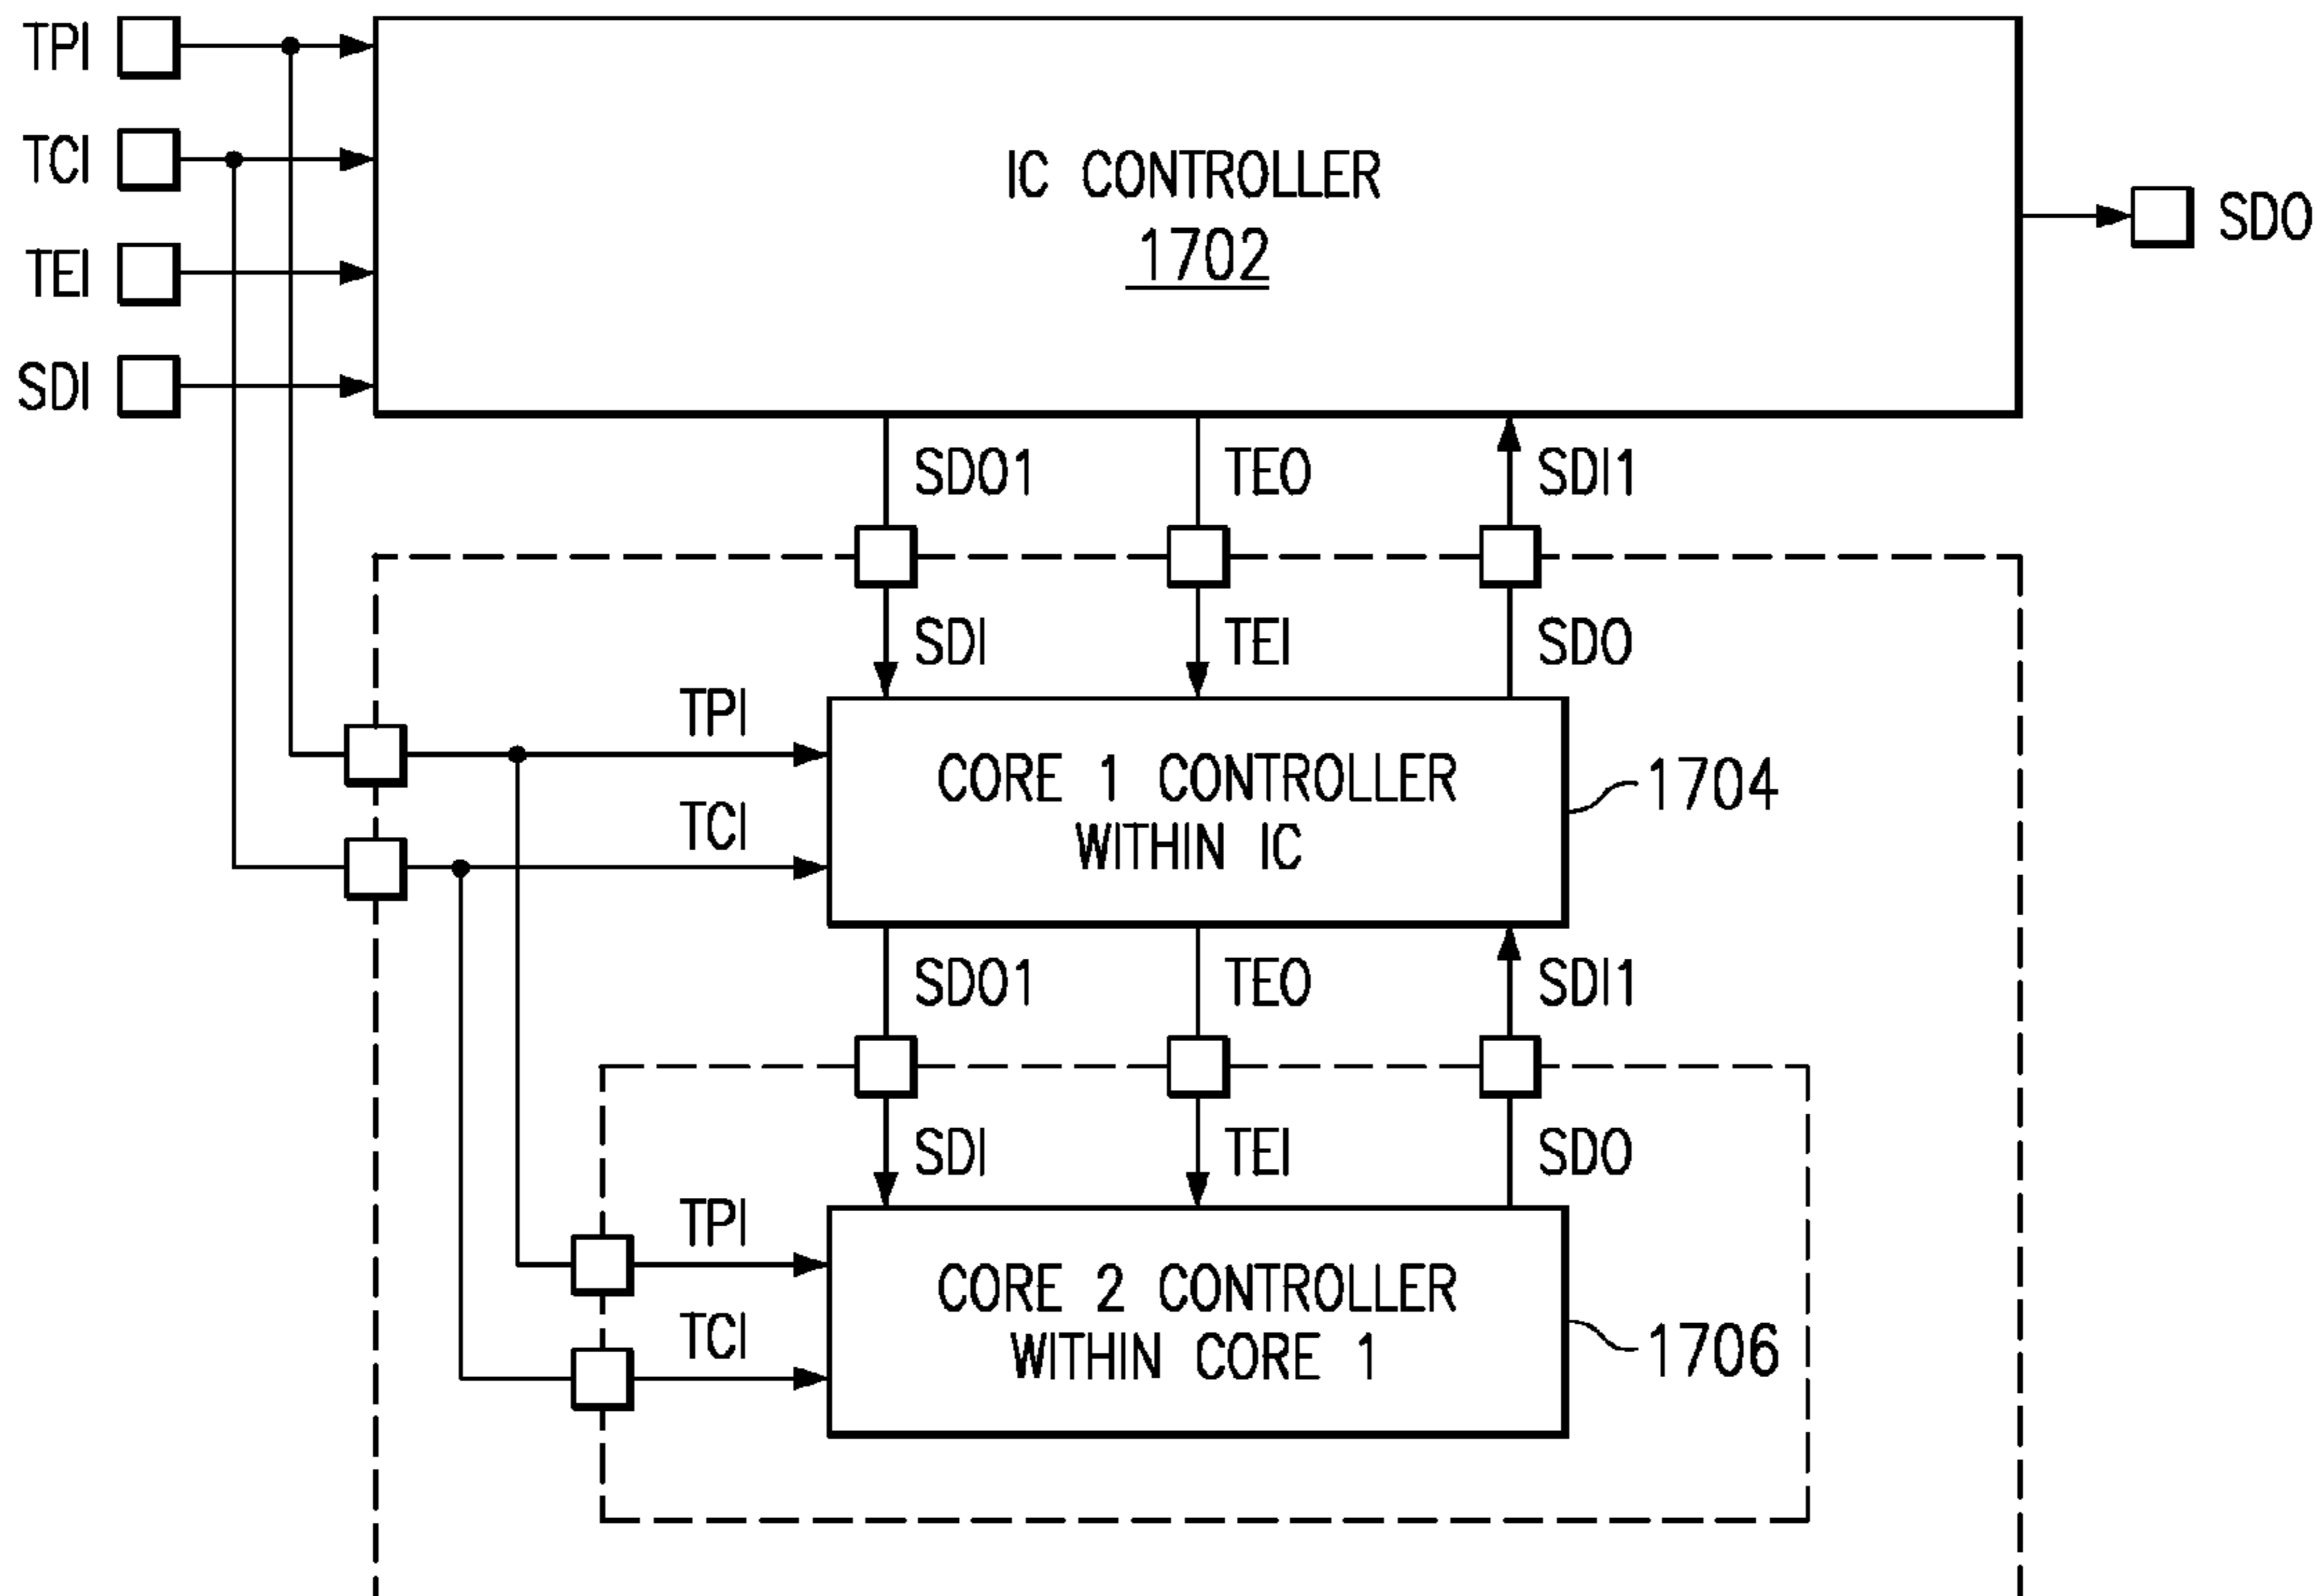 TPI
TCI
TEI
SDI
IC CONTROLLER
1702
SDO
SDO1 TEO SDI1
SDI TEI SDO
TPI
TCI
CORE 1 CONTROLLER
WITHIN IC
1704
SDO1 TEO SDI1
SDI TEI SDO
TPI
TCI
CORE 2 CONTROLLER
WITHIN CORE 1
1706